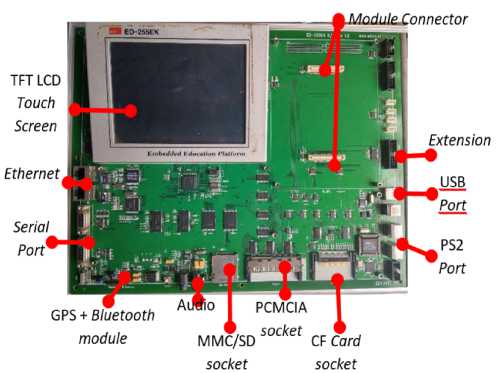 Module Connector
ED-255EK
TFT LCD
Touch
Screen
Embedded Education Platform
Extension
Ethernet
USB
Port
Serial
Port
PS2
Port
GPS + Bluetooth
module
Audio
MMC/SD
socket
PCMCIA
socket
CF Card
socket